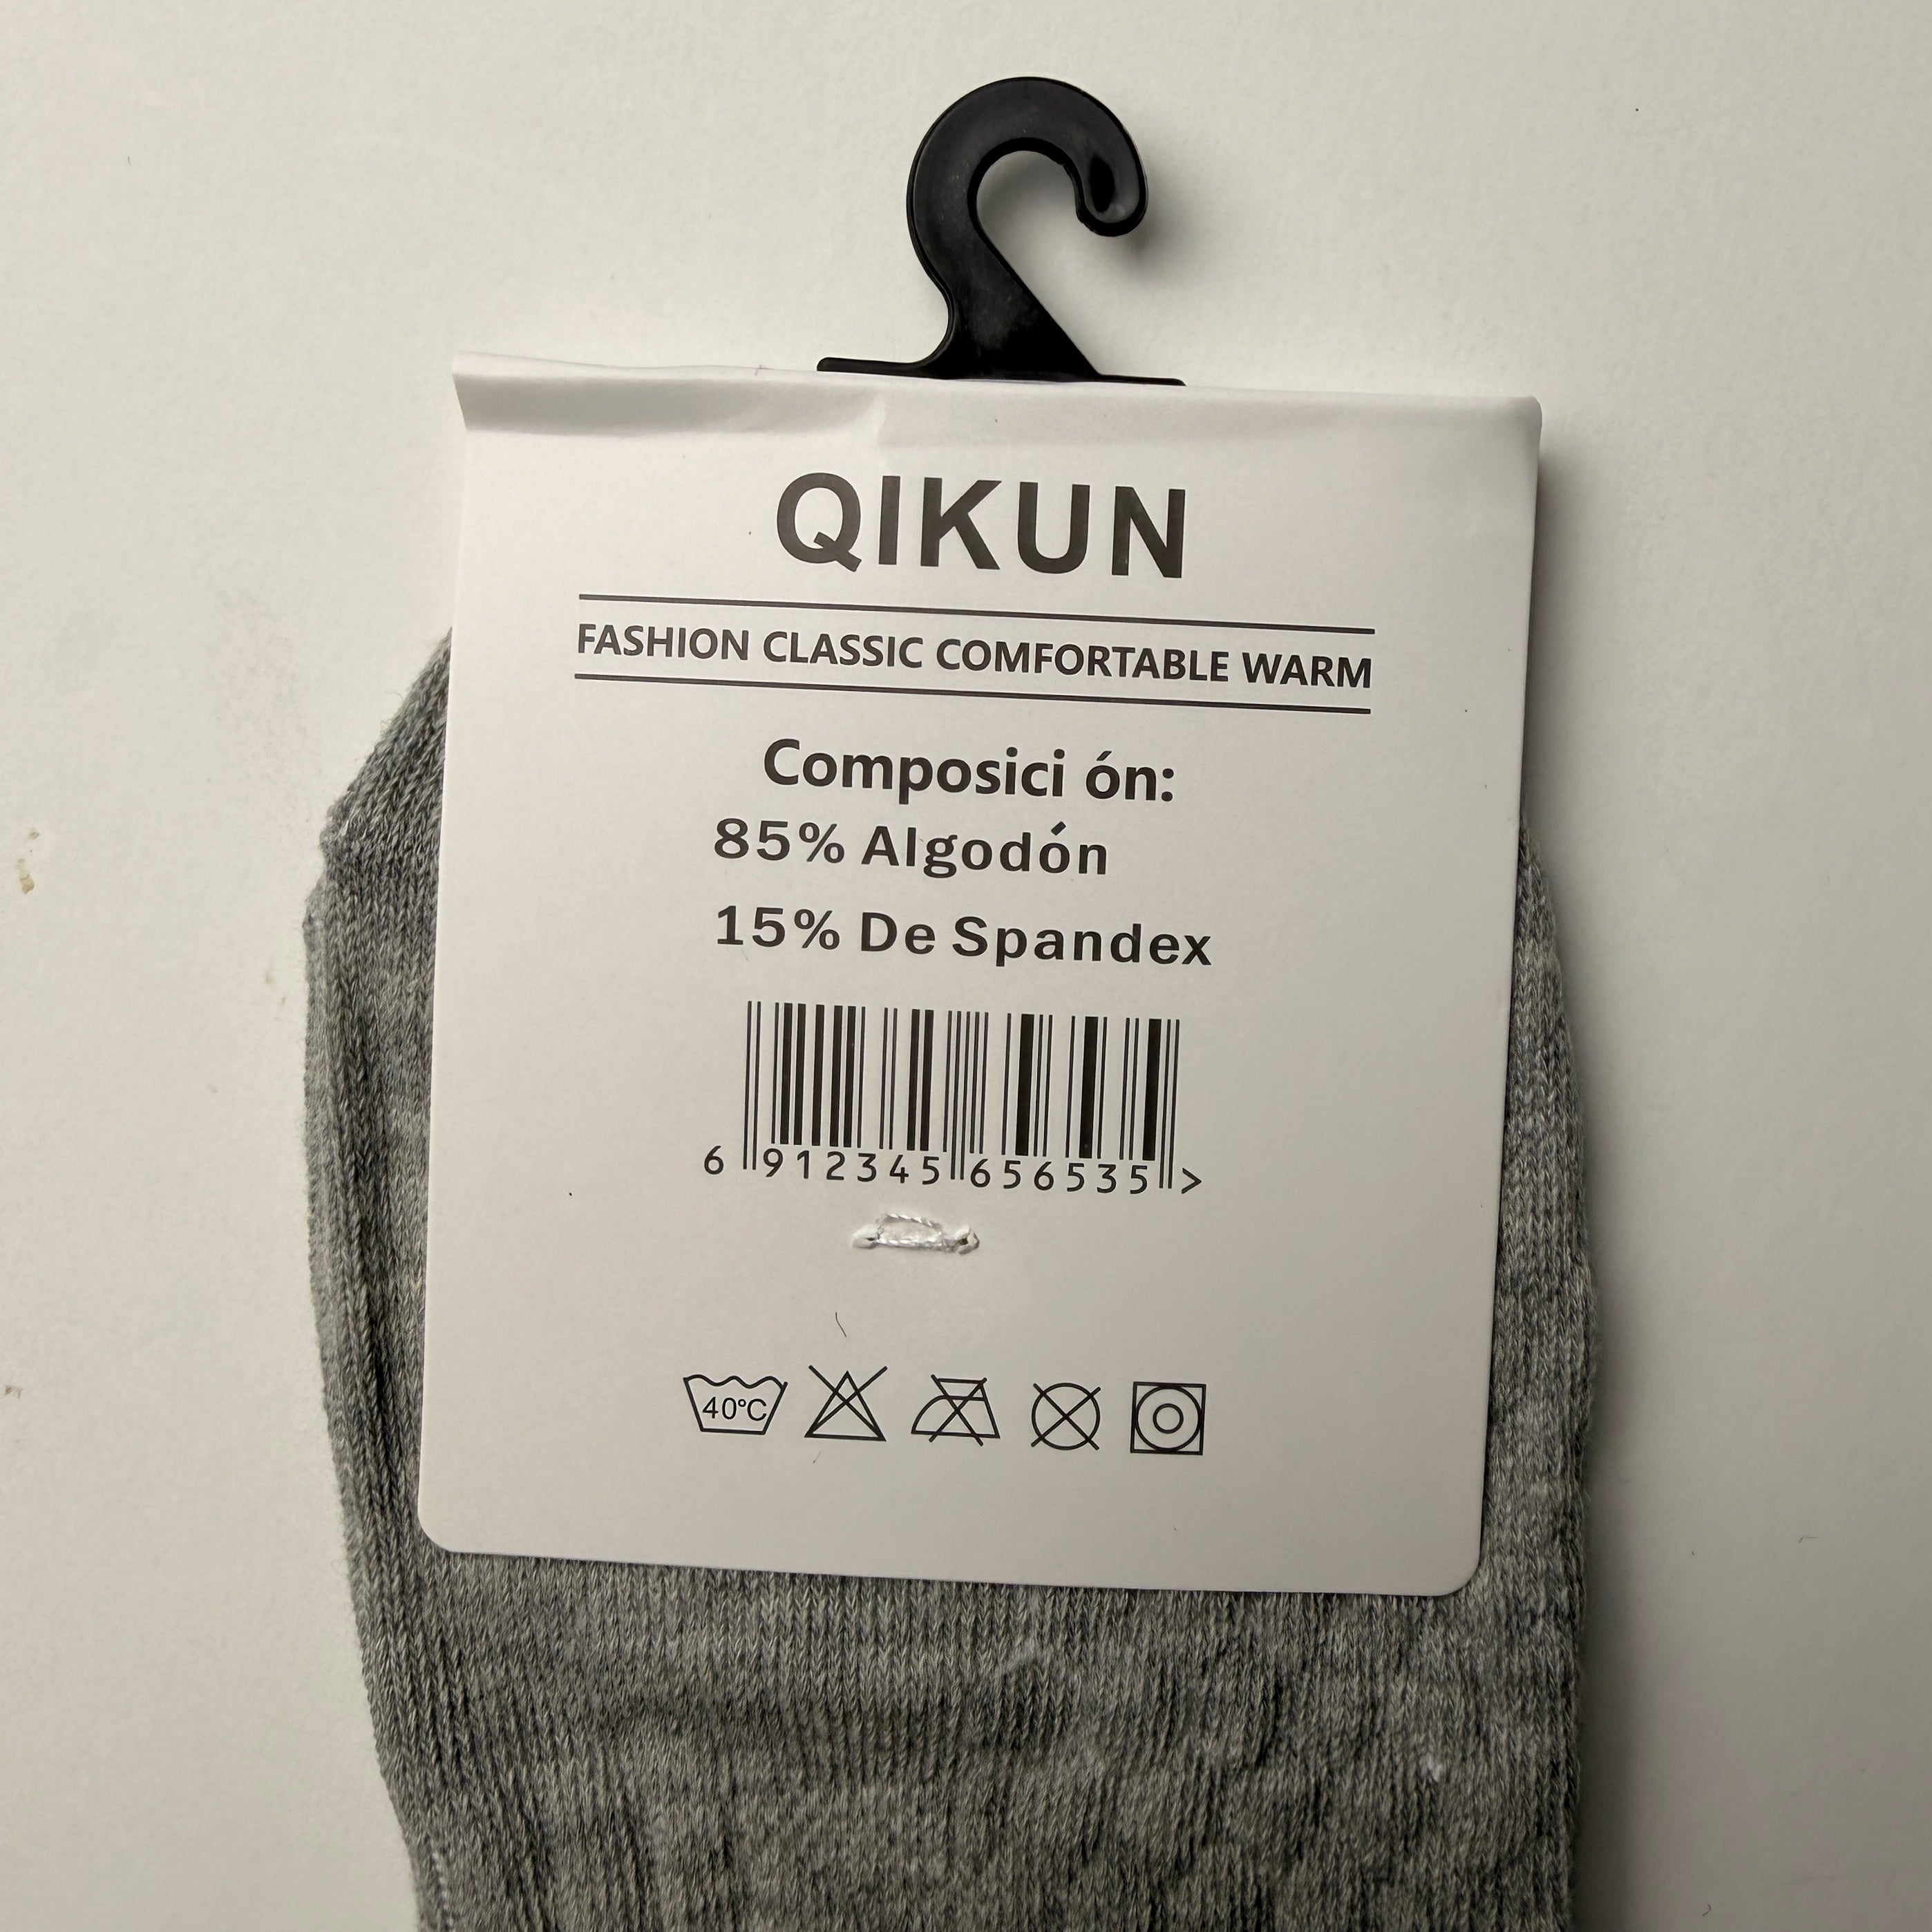 QIKUN
FASHION CLASSIC COMFORTABLE WARM
Composici ón:
85% Algodón
15% De Spandex
6 912345 656535 >
40°C